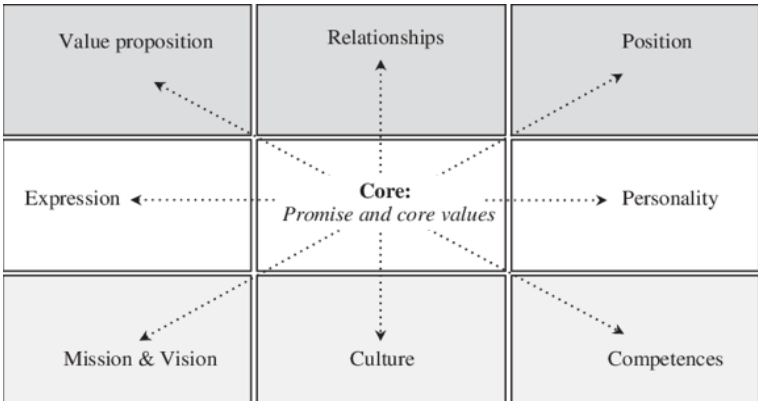 Value proposition
Relationships
Position
Expression
Core:
Promise and core values
Personality
Mission & Vision
Culture
Competences